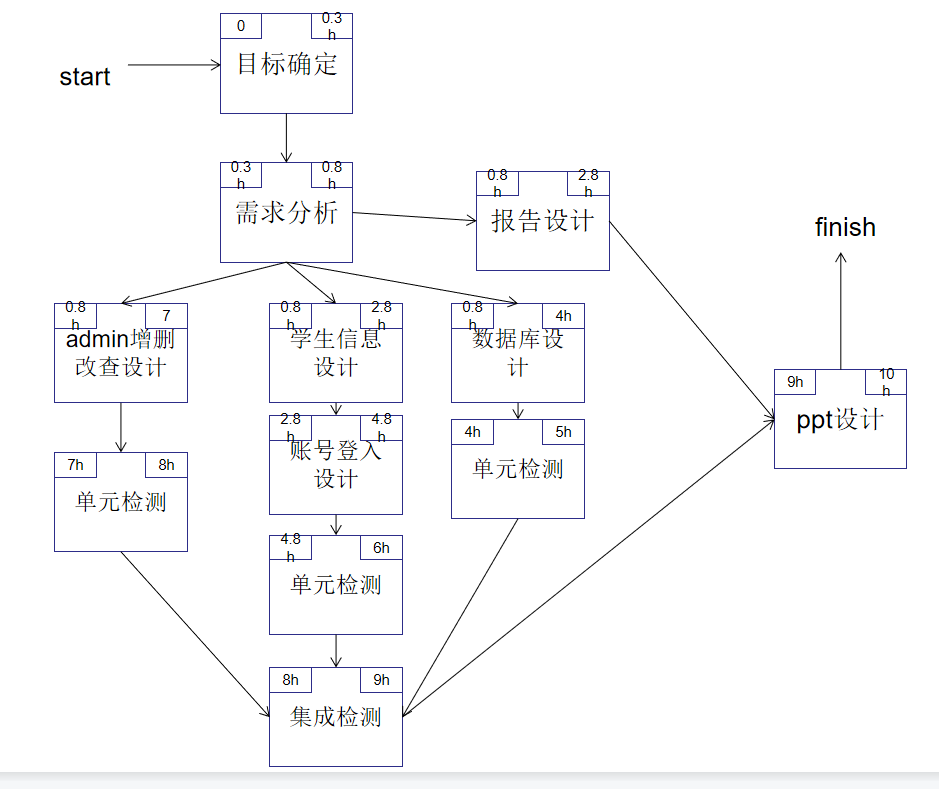 0
0.3
h
目标确定
start
0.3
h
0.8
h
需求分析
0.8
h
2.8
h
报告设计
finish
0.8
h
7
admin增删
改查设计
0.8
h
2.8
h
学生信息
设计
0.8
h
4h
数据库设
计
9h
10
h
ppt设计
2.8
h
4.8
h
账号登入
设计
4h
5h
单元检测
7h
8h
单元检测
4.8
h
6h
单元检测
8h
9h
集成检测